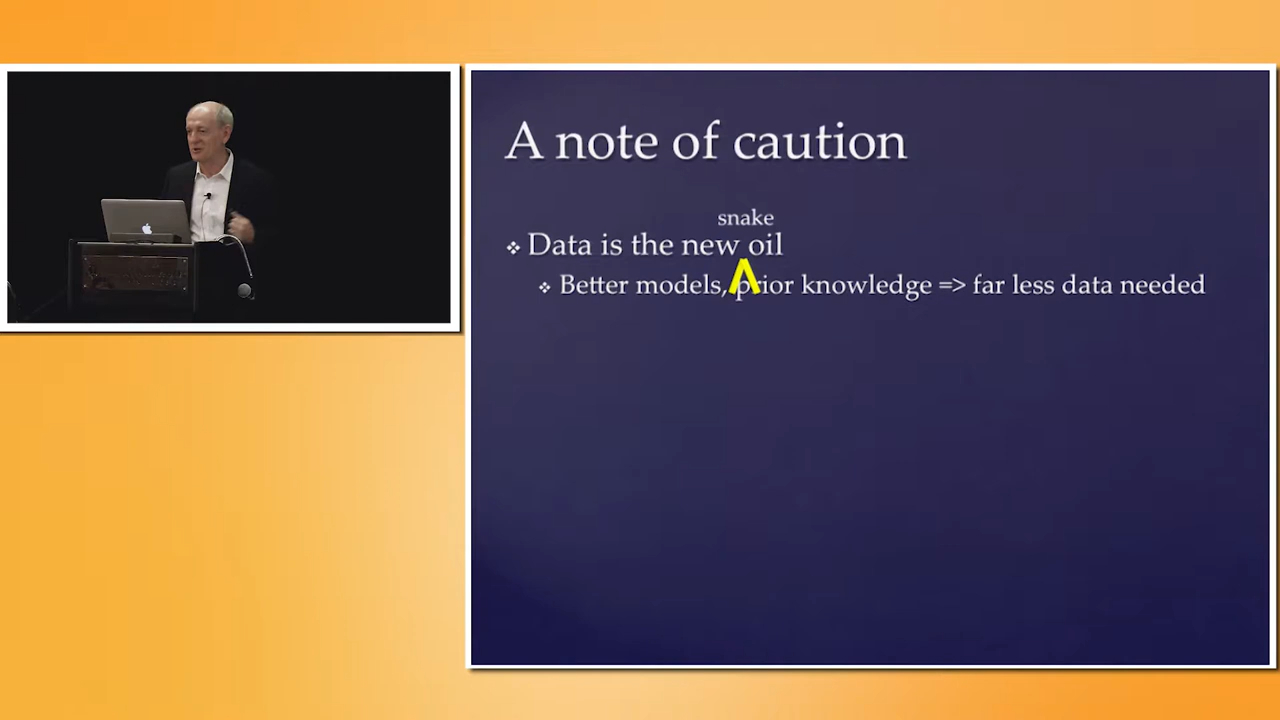 A note of caution
snake
❖ Data is the new oil
❖ Better models, prior knowledge => far less data needed